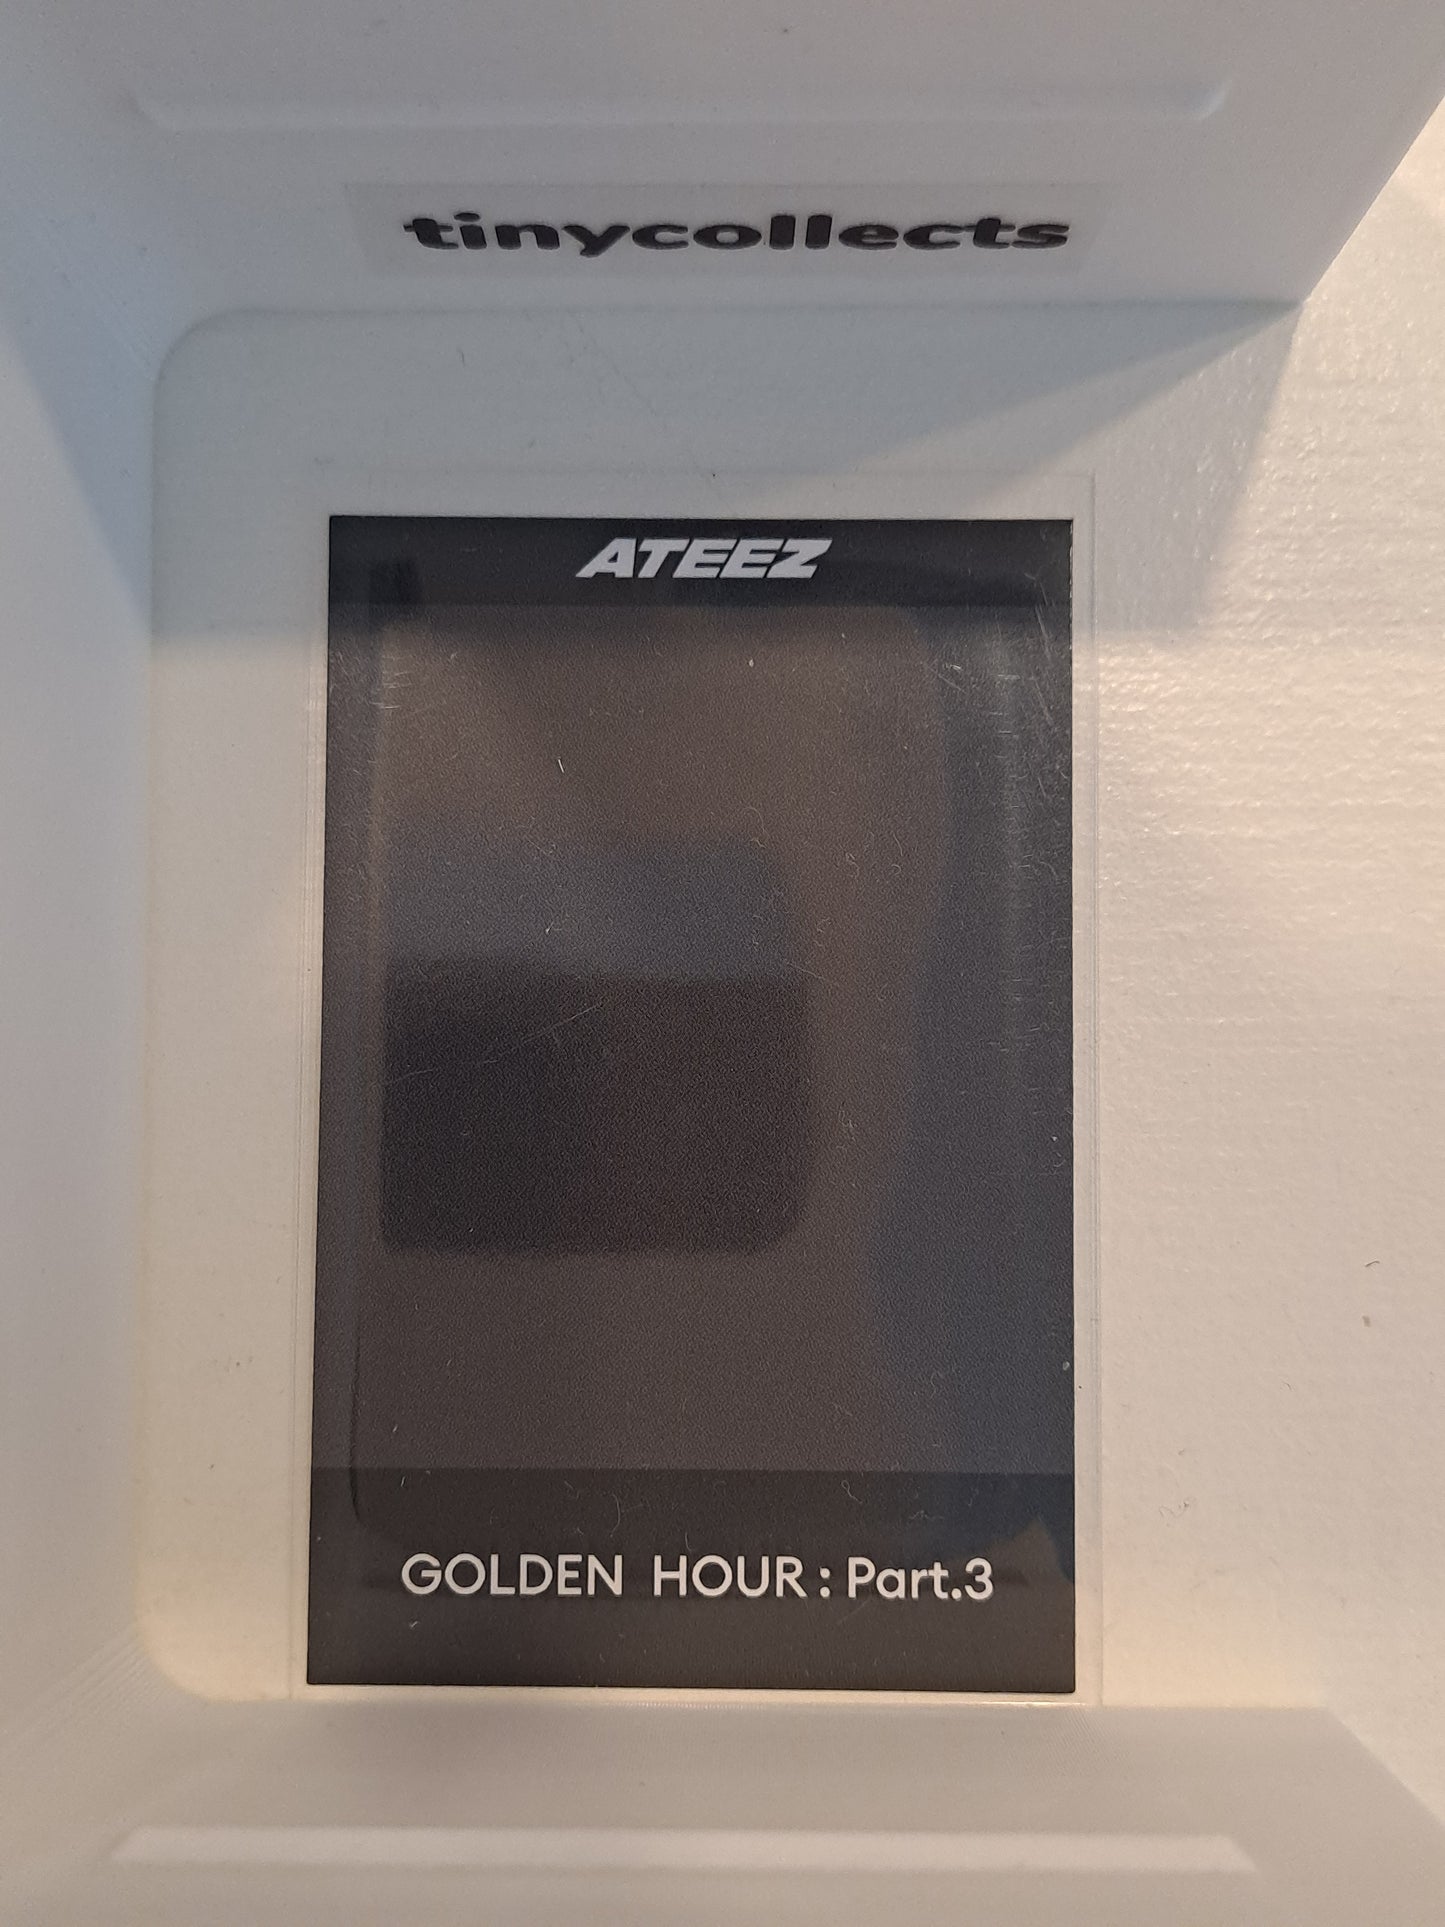 tinycollects
ATEEZ
GOLDEN HOUR : Part.3